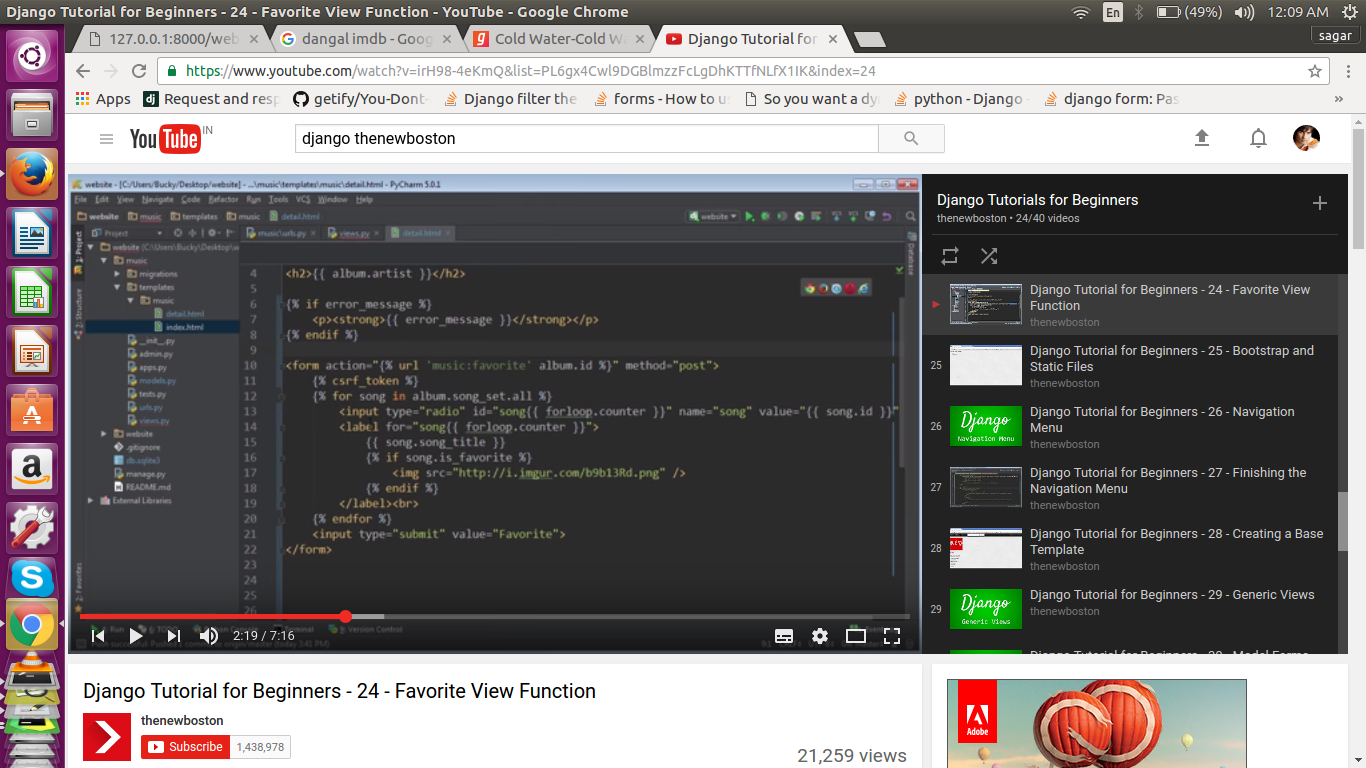 Django Tutorial for Beginners - 24 - Favorite View Function - YouTube - Google Chrome
En (49%) 12:09 AM
sagar
127.0.0.1:8000/web
dangal imdb - Goog
Cold Water-Cold Wa
Django Tutorial for
https://www.youtube.com/watch?v=irH98-4eKmQ&list=PL6gx4Cwl9DGBlmzzFcLgDhKTTfNLfX1IK&index=24
Apps
Request and resp
getify/You-Dont-
Django filter the
forms - How to us
So you want a dy
python - Django -
django form: Pas
YouTube IN
django thenewboston
website - [C:/Users/Bucky/Desktop/website] - ...\music\templates\music\detail.html - PyCharm 5.0.1
File Edit View Navigate Code Refactor Run Tools VCS Window Help
website music templates music detail.html
website
Project
music\urls.py
views.py
detail.html
website (C:\Users\Bucky\Desktop\w
music
migrations
templates
music
detail.html
index.html
__init__.py
admin.py
apps.py
models.py
tests.py
urls.py
views.py
website
.gitignore
db.sqlite3
manage.py
README.md
External Libraries
1: Project
Structure
2: Favorites
Database
4 <h2>{{ album.artist }}</h2>
5
6 {% if error_message %}
7 <p><strong>{{ error_message }}</strong></p>
8 {% endif %}
9
10 <form action="{% url 'music:favorite' album.id %}" method="post">
11 {% csrf_token %}
12 {% for song in album.song_set.all %}
13 <input type="radio" id="song{{ forloop.counter }}" name="song" value="{{ song.id }}"
14 <label for="song{{ forloop.counter }}">
15 {{ song.song_title }}
16 {% if song.is_favorite %}
17 <img src="http://i.imgur.com/b9b13Rd.png" />
18 {% endif %}
19 </label><br>
20 {% endfor %}
21 <input type="submit" value="Favorite">
22 </form>
23
24
25
26
2:19 / 7:16
Django Tutorials for Beginners
thenewboston • 24/40 videos
Django Tutorial for Beginners - 24 - Favorite View
Function
thenewboston
25 Django Tutorial for Beginners - 25 - Bootstrap and
Static Files
thenewboston
26 Django Tutorial for Beginners - 26 - Navigation
Menu
thenewboston
Django
Navigation Menu
27 Django Tutorial for Beginners - 27 - Finishing the
Navigation Menu
thenewboston
28 Django Tutorial for Beginners - 28 - Creating a Base
Template
thenewboston
29 Django Tutorial for Beginners - 29 - Generic Views
thenewboston
Django
Generic Views
Django Tutorial for Beginners - 24 - Favorite View Function
thenewboston
Subscribe 1,438,978
21,259 views
Adobe